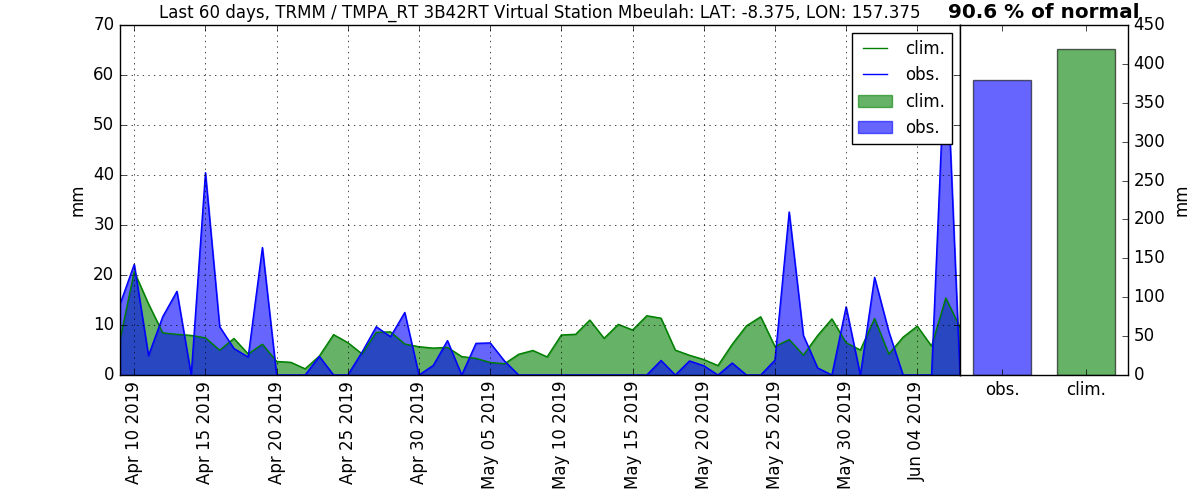 Last 60 days, TRMM / TMPA_RT 3B42RT Virtual Station Mbeulah: LAT: -8.375, LON: 157.375
90.6 % of normal
70
60
50
40
30
20
10
0
mm
clim.
obs.
clim.
obs.
450
400
350
300
250
200
150
100
50
0
mm
Apr 10 2019
Apr 15 2019
Apr 20 2019
Apr 25 2019
Apr 30 2019
May 05 2019
May 10 2019
May 15 2019
May 20 2019
May 25 2019
May 30 2019
Jun 04 2019
obs.
clim.